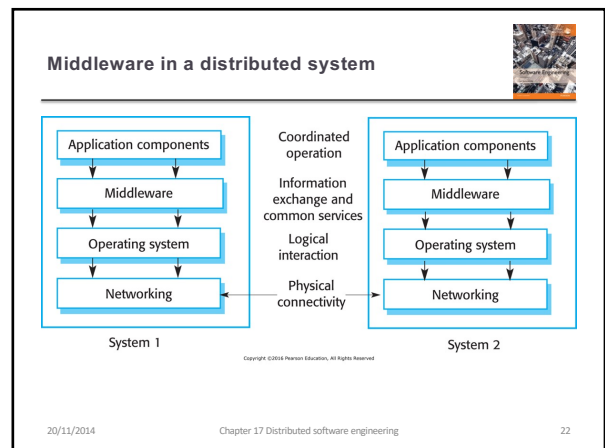 Middleware in a distributed system
Software Engineering
Application components
Middleware
Operating system
Networking
System 1
Coordinated
operation
Information
exchange and
common services
Logical
interaction
Physical
connectivity
Application components
Middleware
Operating system
Networking
System 2
Copyright ©2016 Pearson Education, All Rights Reserved
20/11/2014
Chapter 17 Distributed software engineering
22